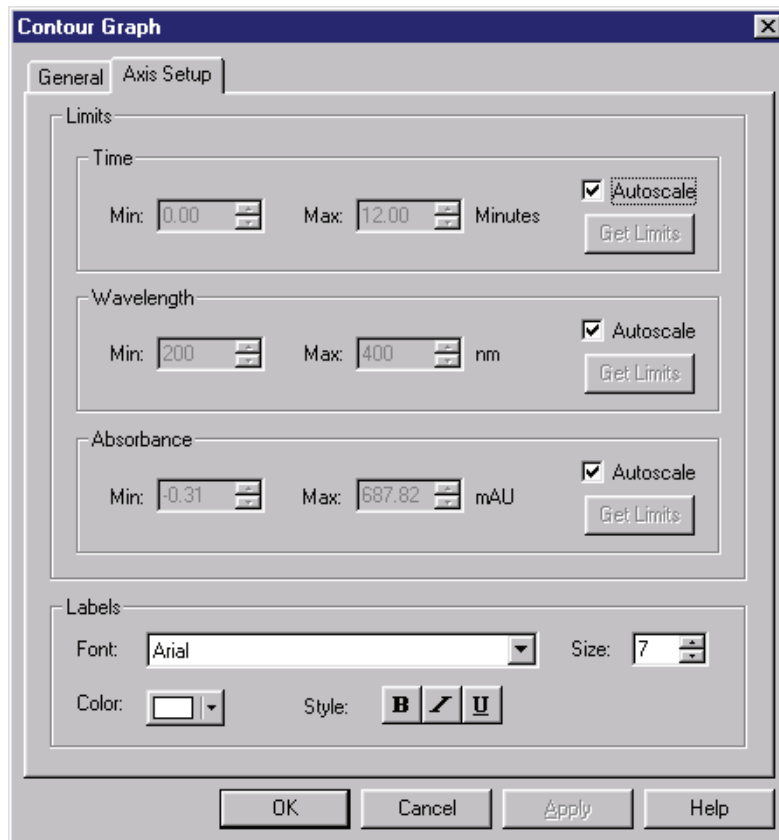 Contour Graph
General Axis Setup
Limits
Time
Autoscale
Min: 0.00 Max: 12.00 Minutes
Get Limits
Wavelength
Autoscale
Min: 200 Max: 400 nm
Get Limits
Absorbance
Autoscale
Min: -0.31 Max: 687.82 mAU
Get Limits
Labels
Font: Arial Size: 7
Color: Style: B I U
OK Cancel Apply Help